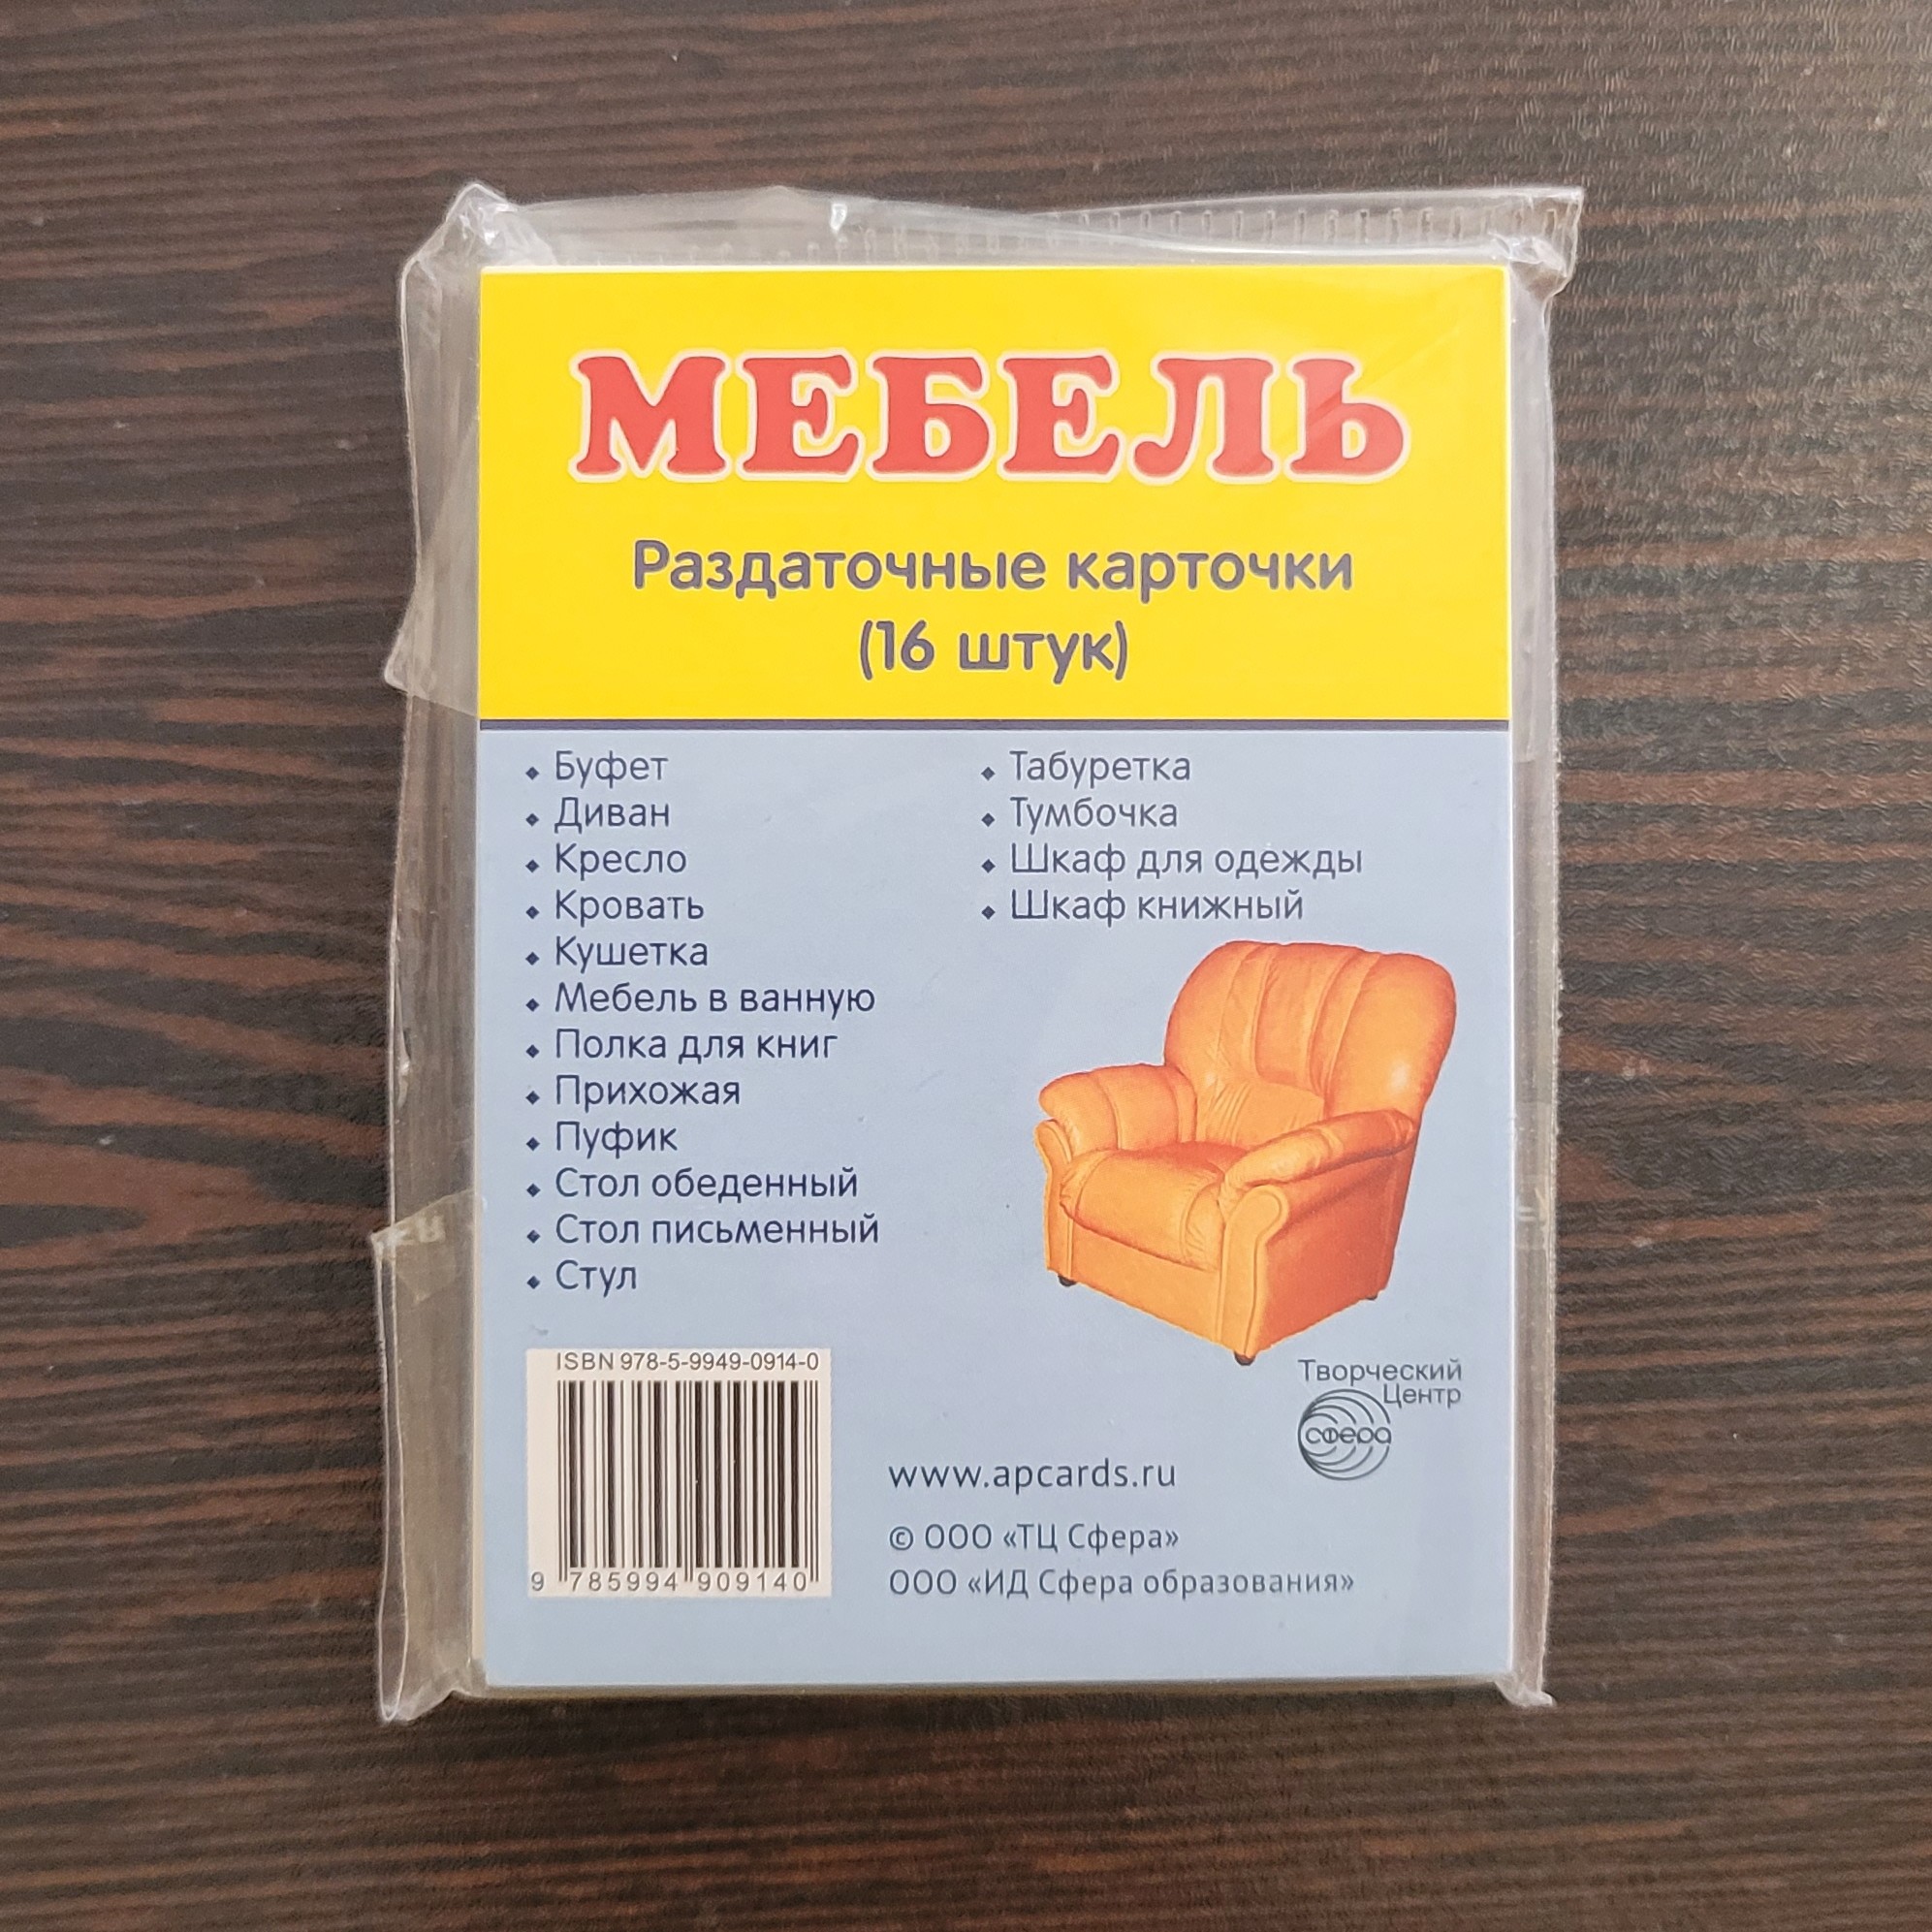 МЕБЕЛЬ
Раздаточные карточки
(16 штук)
Буфет
Диван
Кресло
Кровать
Кушетка
Мебель в ванную
Полка для книг
Прихожая
Пуфик
Стол обеденный
Стол письменный
Стул
Табуретка
Тумбочка
Шкаф для одежды
Шкаф книжный
ISBN 978-5-9949-0914-0
9 785994 909140
Творческий
Центр
сфера
www.apcards.ru
© ООО «ТЦ Сфера»
ООО «ИД Сфера образования»